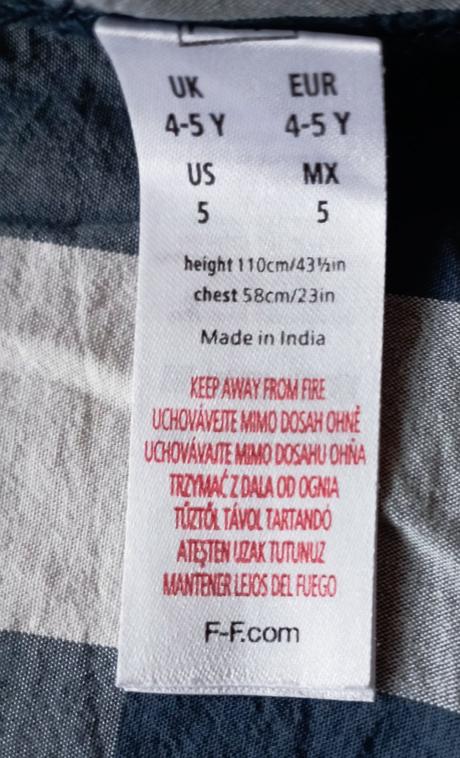 UK EUR
4-5 Y 4-5 Y
US MX
5 5
height 110cm/43½in
chest 58cm/23in
Made in India
KEEP AWAY FROM FIRE
UCHOVÁVEJTE MIMO DOSAH OHNĚ
UCHOVÁVAJTE MIMO DOSAHU OHŇA
TRZYMAĆ Z DALA OD OGNIA
TŰZTŐL TÁVOL TARTANDÓ
ATEŞTEN UZAK TUTUNUZ
MANTENER LEJOS DEL FUEGO
F-F.com